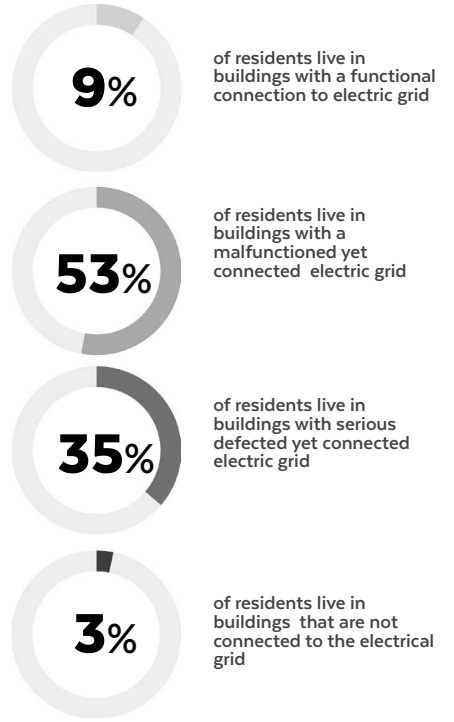 9%
of residents live in
buildings with a functional
connection to electric grid
53%
of residents live in
buildings with a
malfunctioned yet
connected electric grid
35%
of residents live in
buildings with serious
defected yet connected
electric grid
3%
of residents live in
buildings that are not
connected to the electrical
grid